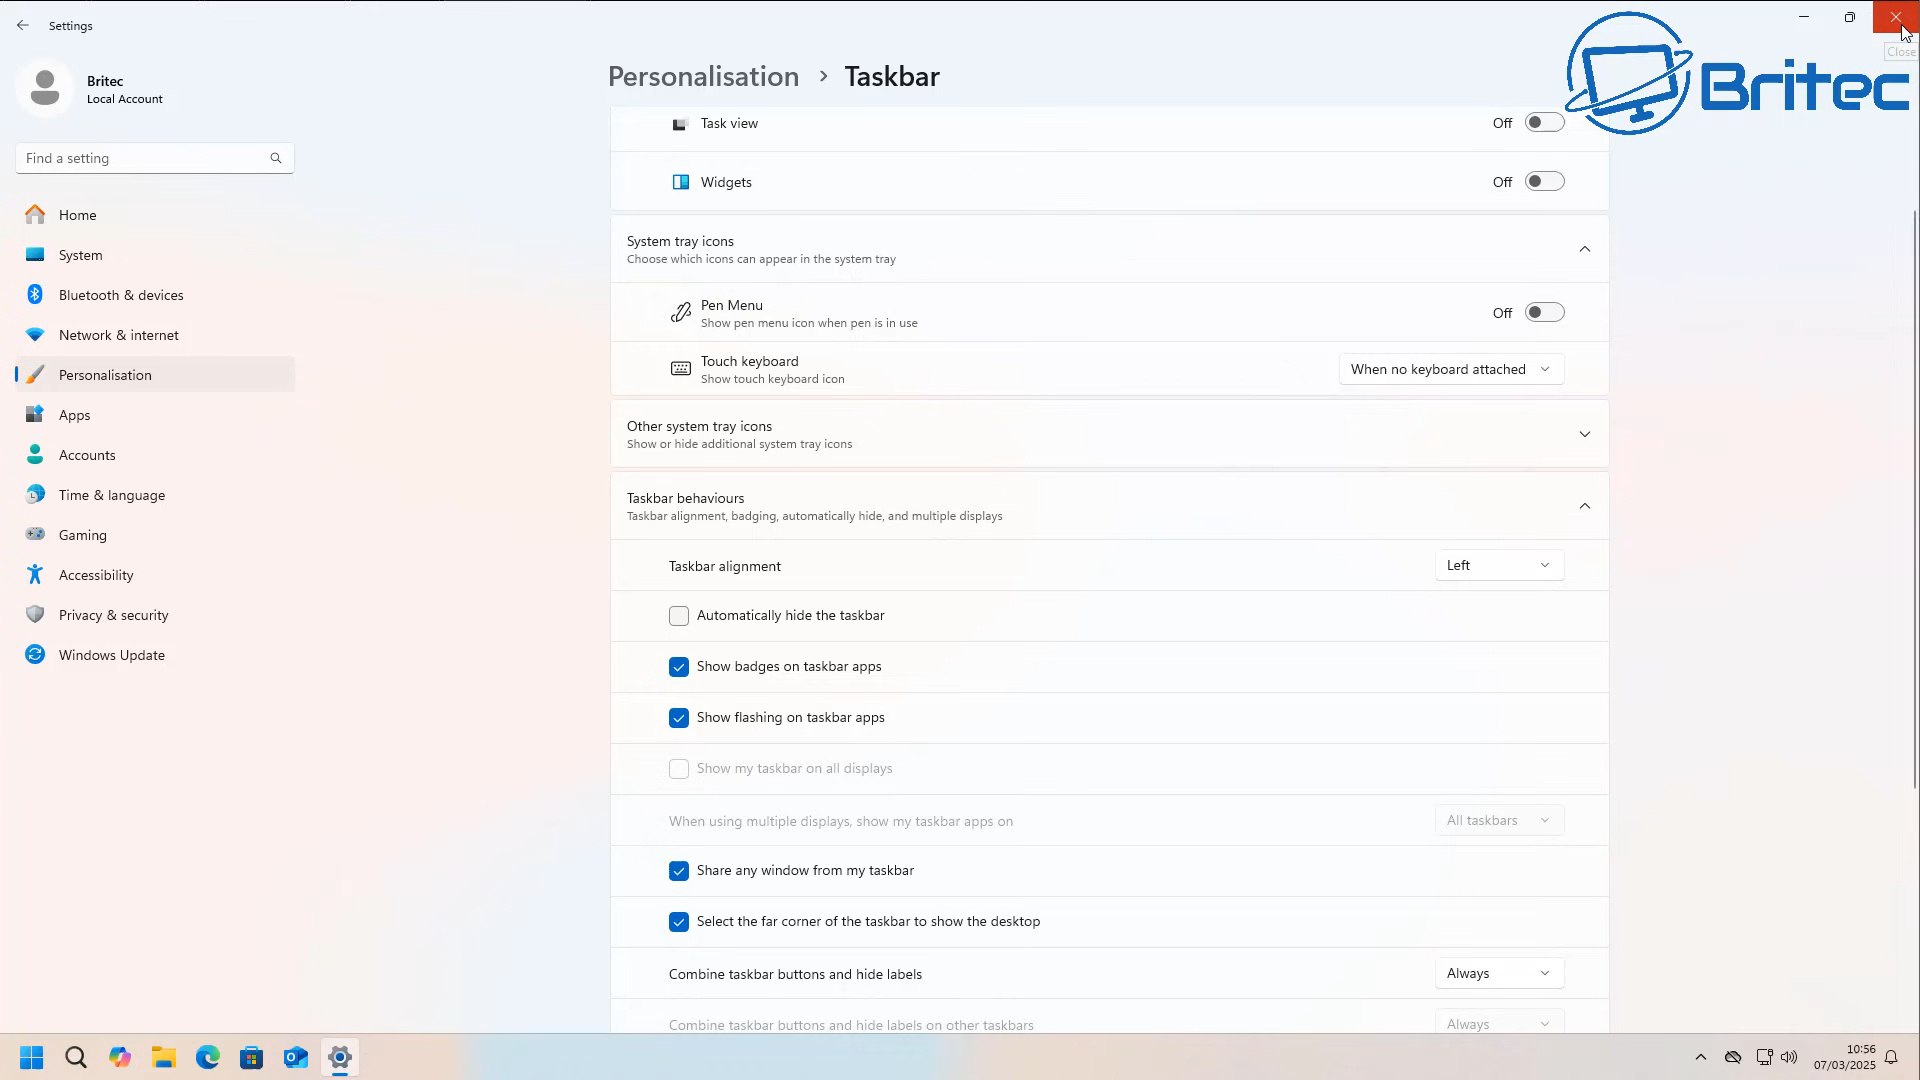 Settings
Britec
Local Account
Find a setting
Home
System
Bluetooth & devices
Network & internet
Personalisation
Apps
Accounts
Time & language
Gaming
Accessibility
Privacy & security
Windows Update
Personalisation > Taskbar
Close
Britec
Task view Off
Widgets Off
System tray icons
Choose which icons can appear in the system tray
Pen Menu
Show pen menu icon when pen is in use
Off
Touch keyboard
Show touch keyboard icon
When no keyboard attached
Other system tray icons
Show or hide additional system tray icons
Taskbar behaviours
Taskbar alignment, badging, automatically hide, and multiple displays
Taskbar alignment Left
Automatically hide the taskbar
Show badges on taskbar apps
Show flashing on taskbar apps
Show my taskbar on all displays
When using multiple displays, show my taskbar apps on All taskbars
Share any window from my taskbar
Select the far corner of the taskbar to show the desktop
Combine taskbar buttons and hide labels Always
Combine taskbar buttons and hide labels on other taskbars Always
10:56
07/03/2025